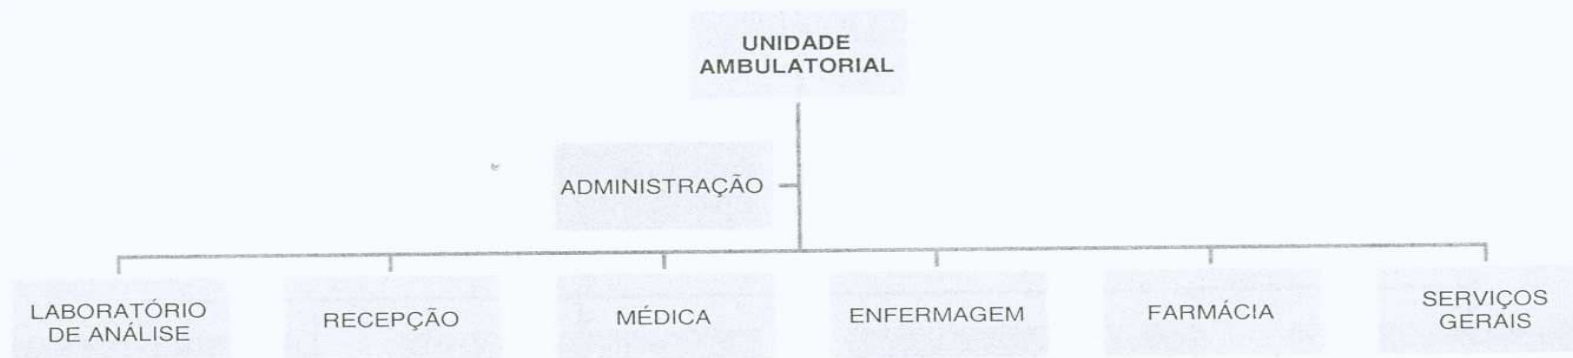 UNIDADE
AMBULATORIAL
ADMINISTRAÇÃO
LABORATÓRIO
DE ANÁLISE
RECEPÇÃO
MÉDICA
ENFERMAGEM
FARMÁCIA
SERVIÇOS
GERAIS